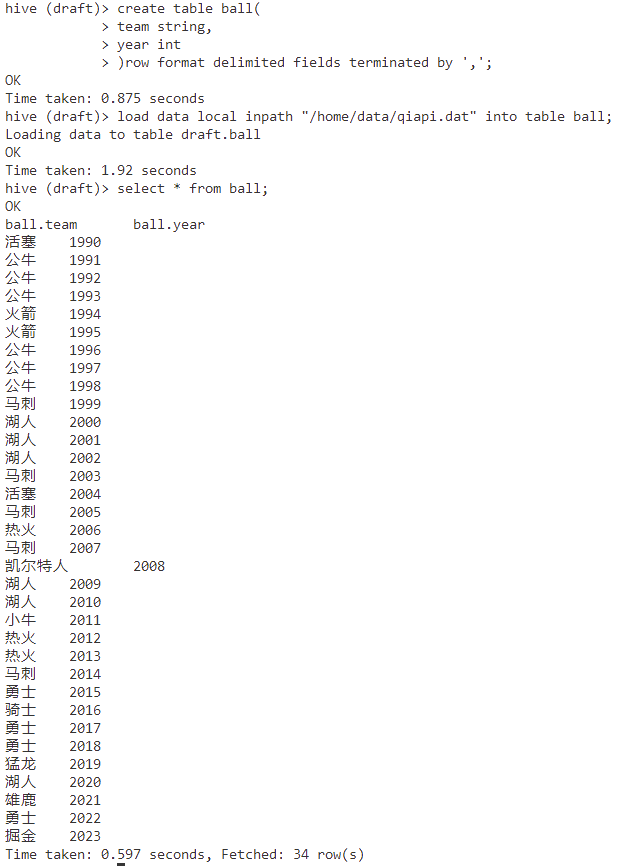 hive (draft)> create table ball(
            > team string,
            > year int
            > )row format delimited fields terminated by ',';
OK
Time taken: 0.875 seconds
hive (draft)> load data local inpath "/home/data/qiapi.dat" into table ball;
Loading data to table draft.ball
OK
Time taken: 1.92 seconds
hive (draft)> select * from ball;
OK
ball.team       ball.year
活塞    1990
公牛    1991
公牛    1992
公牛    1993
火箭    1994
火箭    1995
公牛    1996
公牛    1997
公牛    1998
马刺    1999
湖人    2000
湖人    2001
湖人    2002
马刺    2003
活塞    2004
马刺    2005
热火    2006
马刺    2007
凯尔特人        2008
湖人    2009
湖人    2010
小牛    2011
热火    2012
热火    2013
马刺    2014
勇士    2015
骑士    2016
勇士    2017
勇士    2018
猛龙    2019
湖人    2020
雄鹿    2021
勇士    2022
掘金    2023
Time taken: 0.597 seconds, Fetched: 34 row(s)